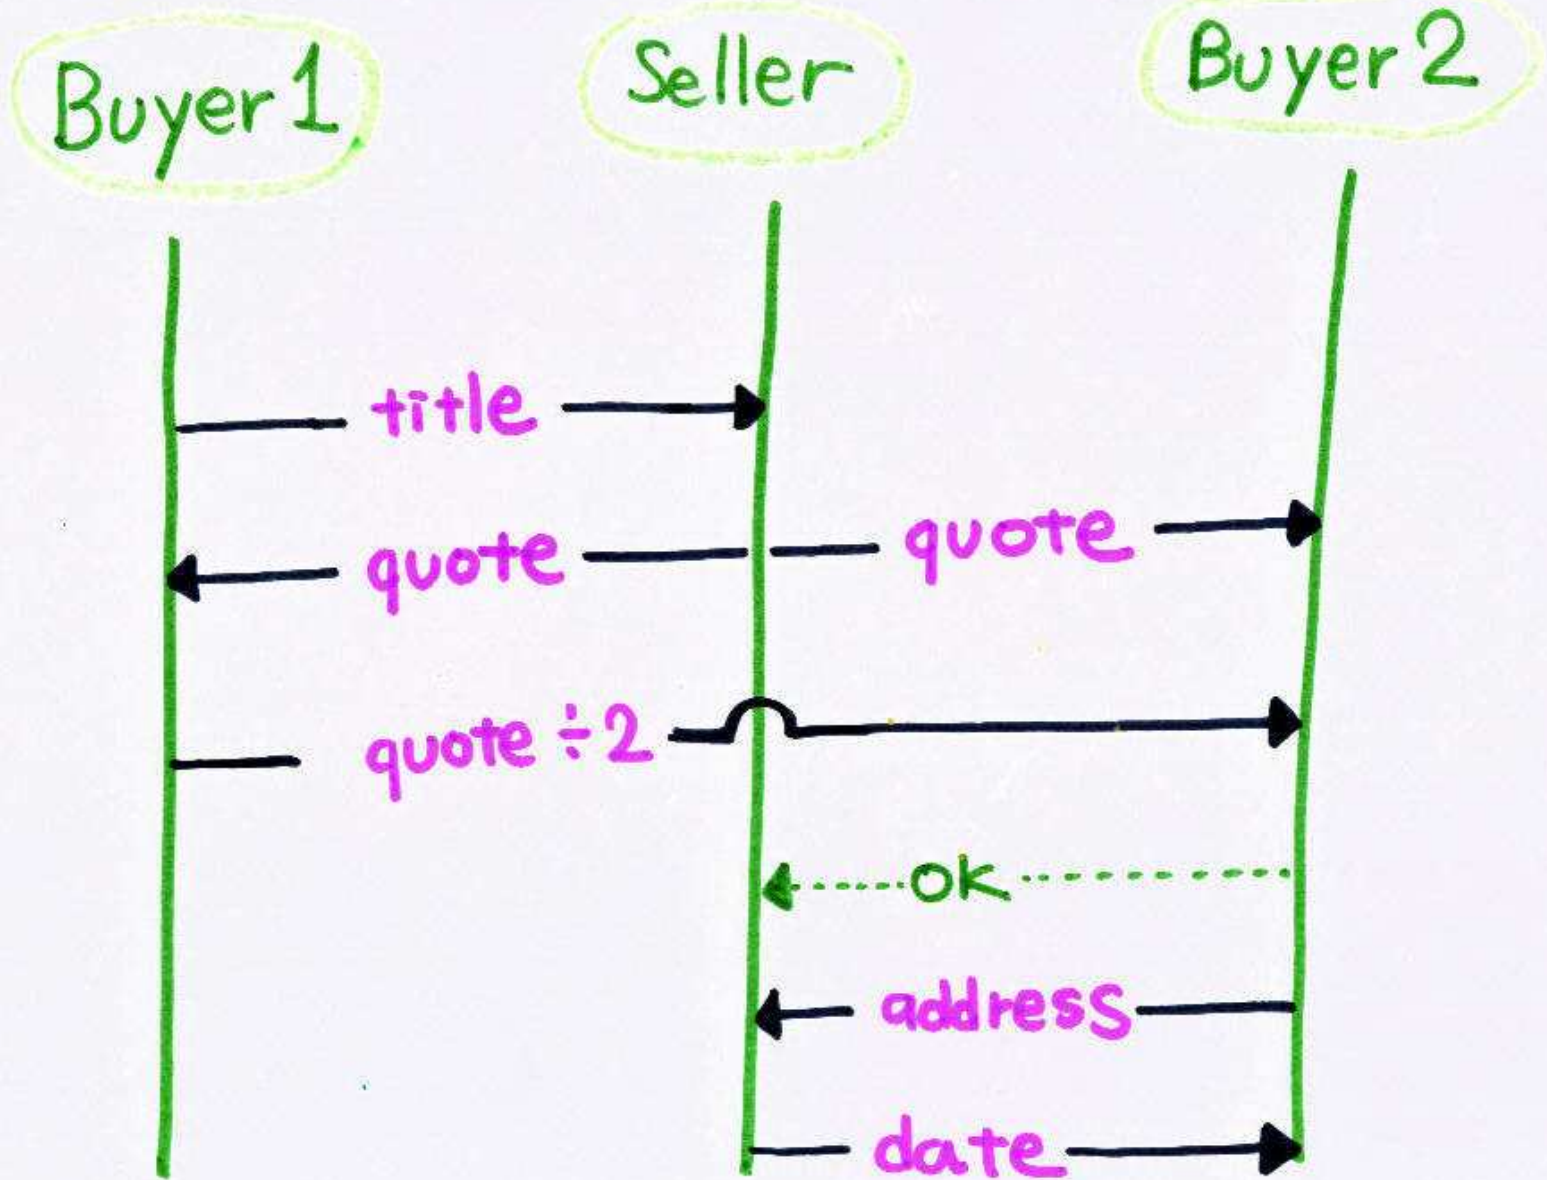 Buyer 1
Seller
Buyer 2
title
quote
quote
quote ÷ 2
ok
address
date